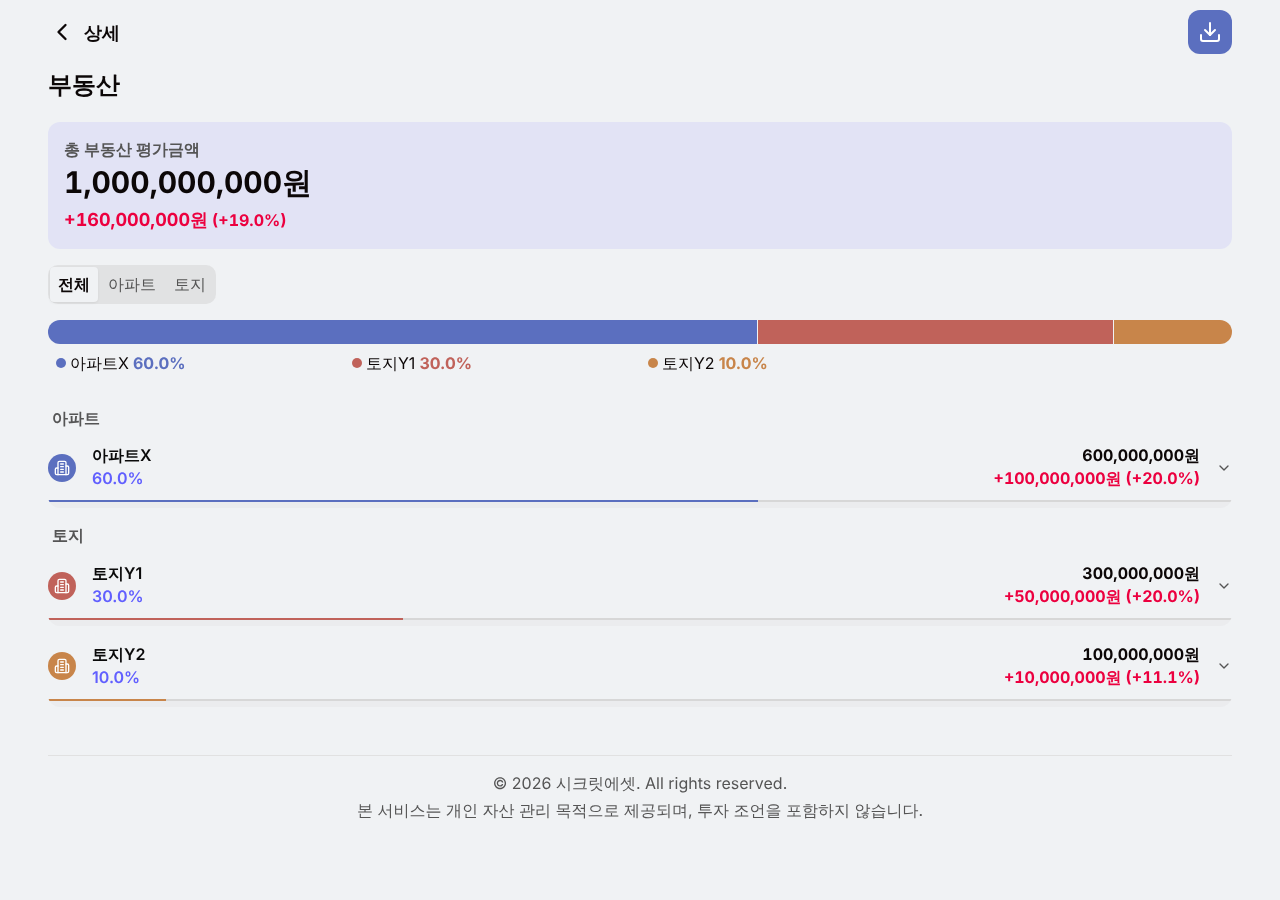 상세
부동산
총 부동산 평가금액
1,000,000,000원
+160,000,000원 (+19.0%)
전체 아파트 토지
아파트X 60.0% 토지Y1 30.0% 토지Y2 10.0%
아파트
아파트X 600,000,000원
60.0% +100,000,000원 (+20.0%)
토지
토지Y1 300,000,000원
30.0% +50,000,000원 (+20.0%)
토지Y2 100,000,000원
10.0% +10,000,000원 (+11.1%)
© 2026 시크릿에셋. All rights reserved.
본 서비스는 개인 자산 관리 목적으로 제공되며, 투자 조언을 포함하지 않습니다.